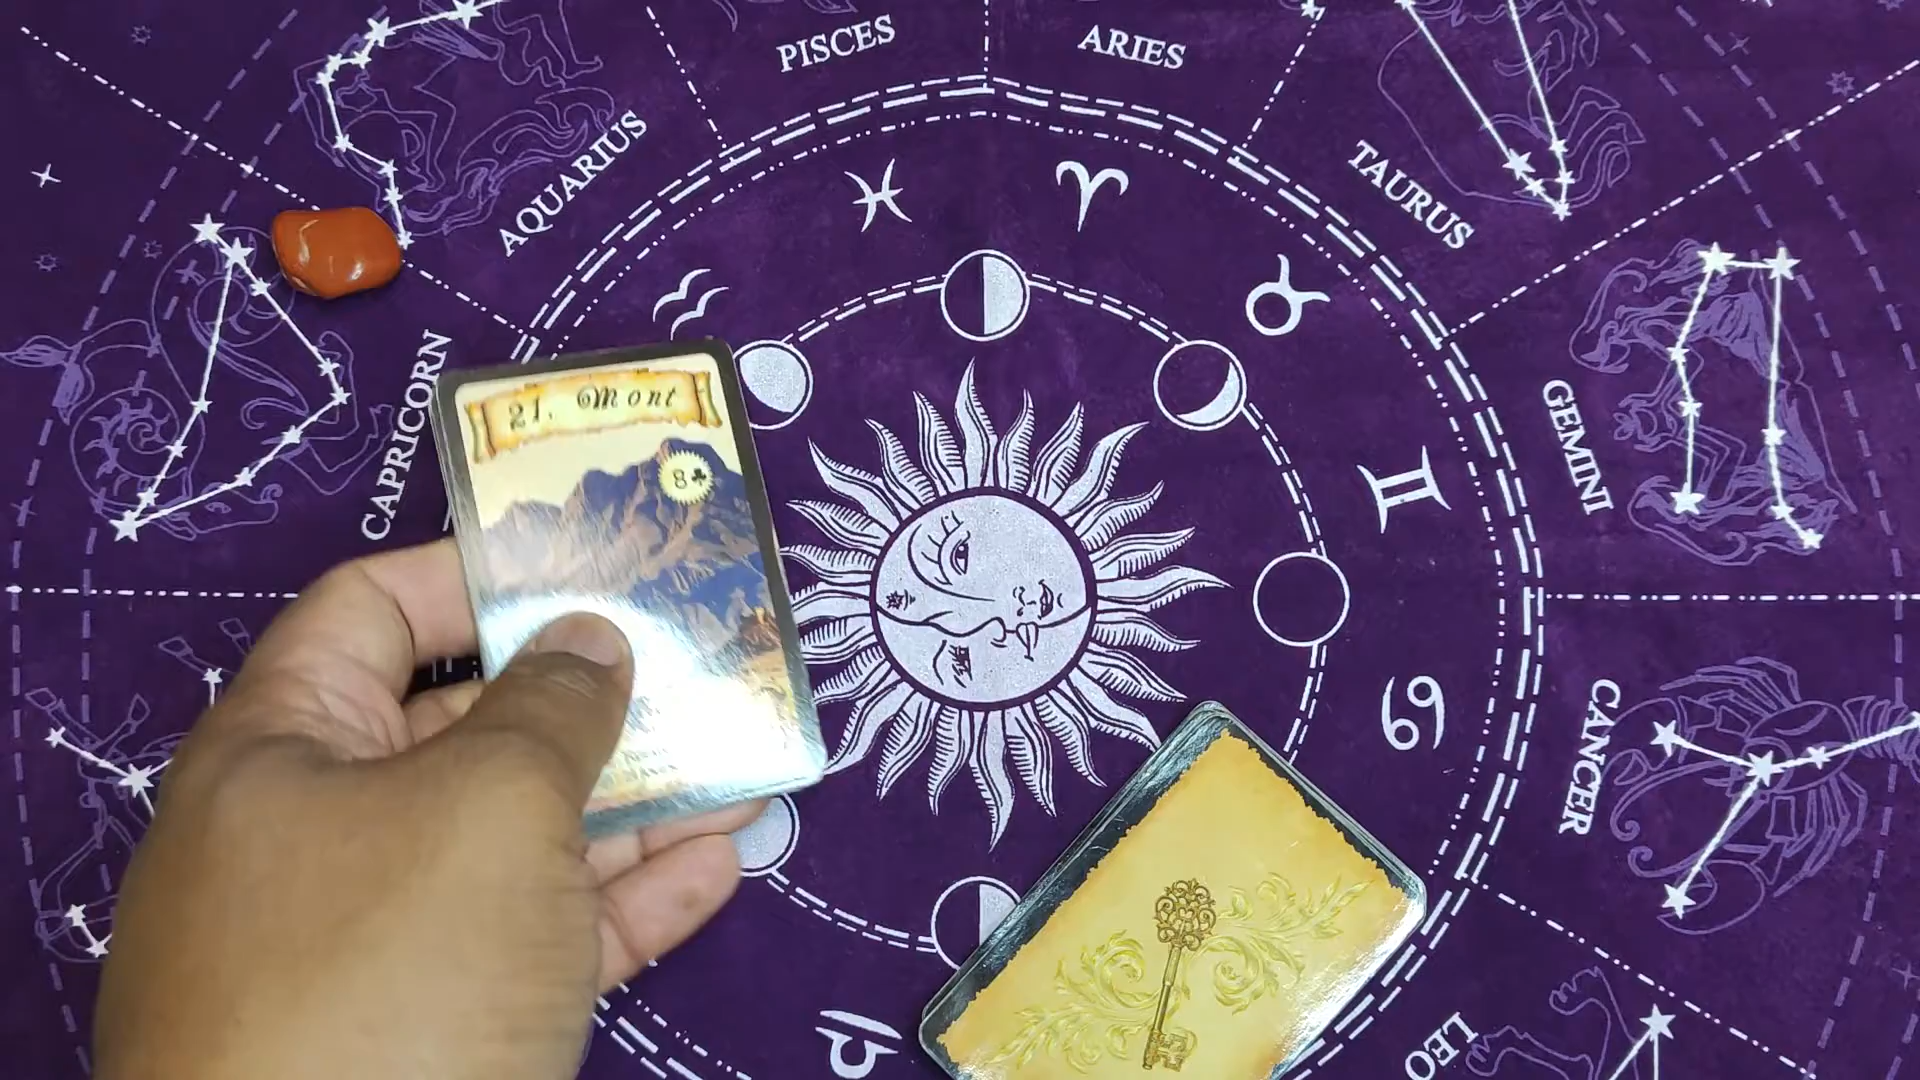 PISCES
ARIES
AQUARIUS
TAURUS
CAPRICORN
GEMINI
21. Mont
8♣
CANCER
LEO